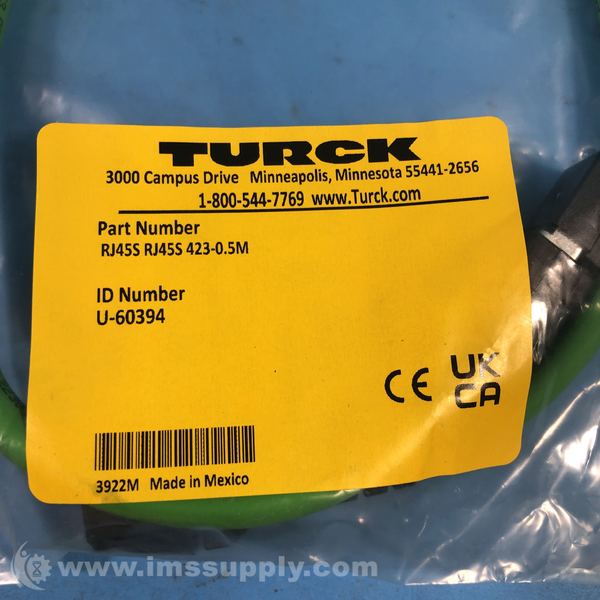 TURCK
3000 Campus Drive Minneapolis, Minnesota 55441-2656
1-800-544-7769 www.Turck.com
Part Number
RJ45S RJ45S 423-0.5M
ID Number
U-60394
CE UK
CA
3922M Made in Mexico
www.imssupply.com